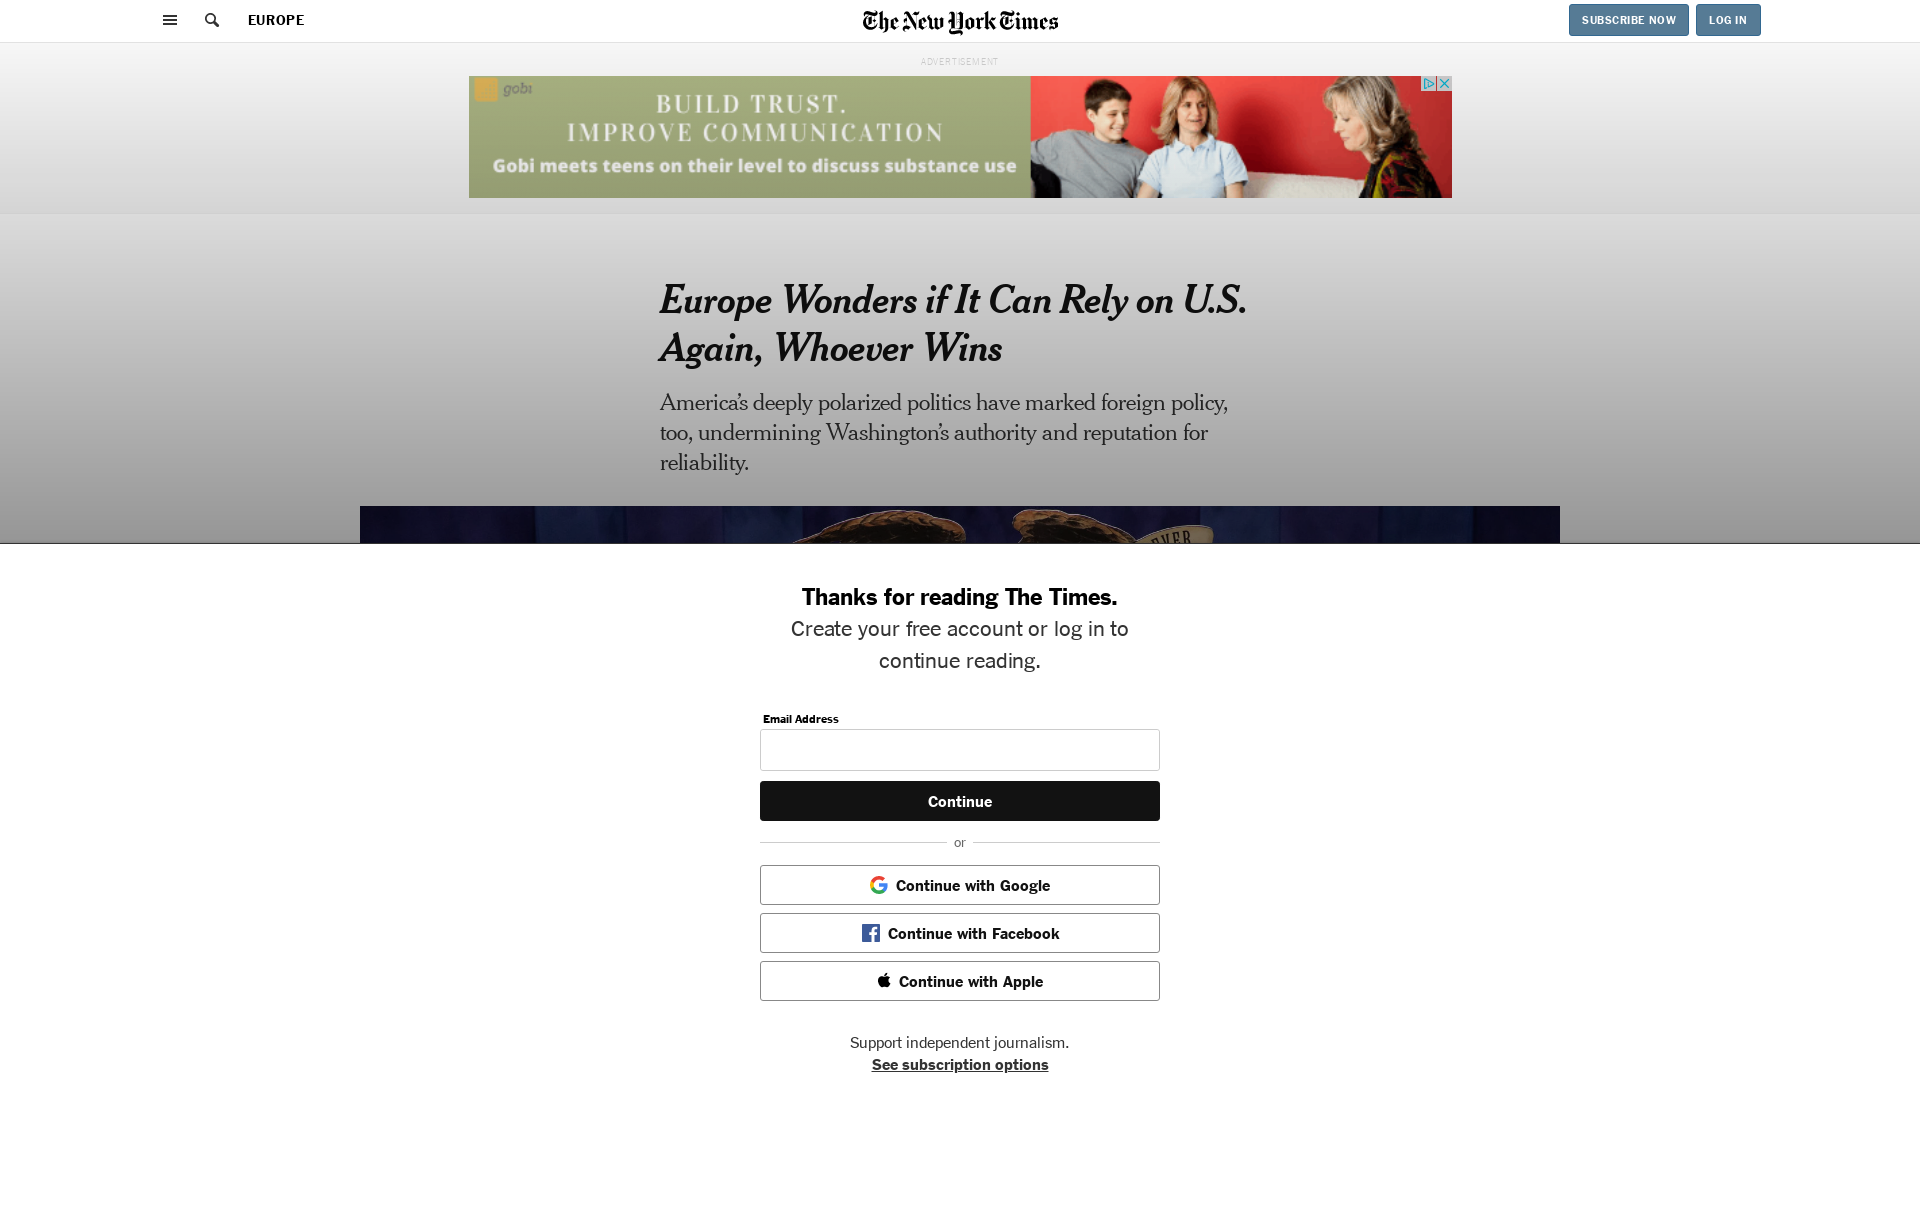 EUROPE
The New York Times
SUBSCRIBE NOW
LOG IN
ADVERTISEMENT
gobi
BUILD TRUST.
IMPROVE COMMUNICATION
Gobi meets teens on their level to discuss substance use
Europe Wonders if It Can Rely on U.S.
Again, Whoever Wins
America’s deeply polarized politics have marked foreign policy,
too, undermining Washington’s authority and reputation for
reliability.
Thanks for reading The Times.
Create your free account or log in to
continue reading.
Email Address
Continue
or
Continue with Google
Continue with Facebook
Continue with Apple
Support independent journalism.
See subscription options